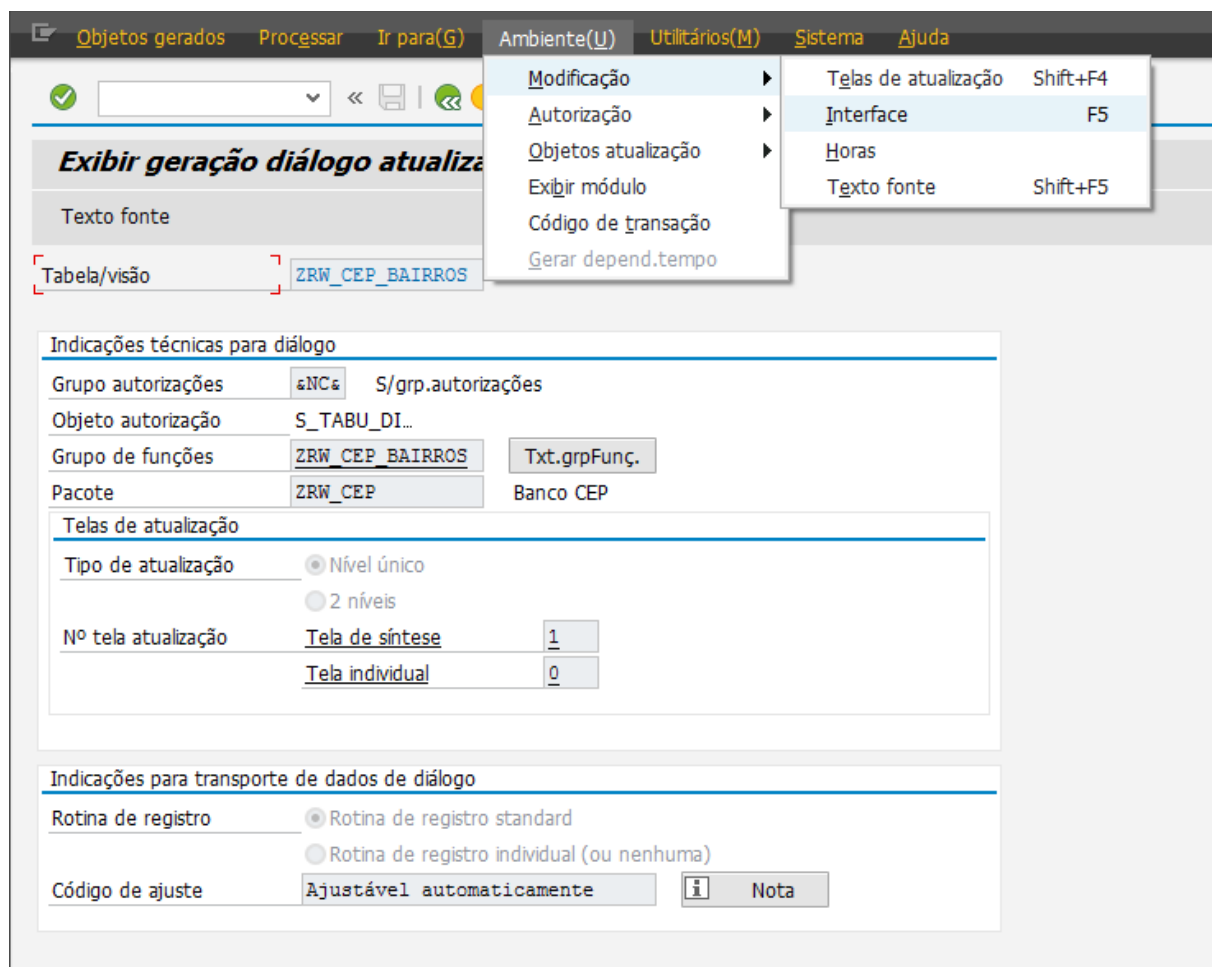 Objetos gerados Processar Ir para(G) Ambiente(U) Utilitários(M) Sistema Ajuda
Modificação
Autorização
Objetos atualização
Exibir módulo
Código de transação
Gerar depend.tempo
Telas de atualização Shift+F4
Interface F5
Horas
Texto fonte Shift+F5
Exibir geração diálogo
Texto fonte
Tabela/visão ZRW_CEP_BAIRROS
Indicações técnicas para diálogo
Grupo autorizações &NC& S/grp.autorizações
Objeto autorização S_TABU_DI…
Grupo de funções ZRW_CEP_BAIRROS Txt.grpFunç.
Pacote ZRW_CEP Banco CEP
Telas de atualização
Tipo de atualização Nível único
2 níveis
Nº tela atualização Tela de síntese 1
Tela individual 0
Indicações para transporte de dados de diálogo
Rotina de registro Rotina de registro standard
Rotina de registro individual (ou nenhuma)
Código de ajuste Ajustável automaticamente Nota